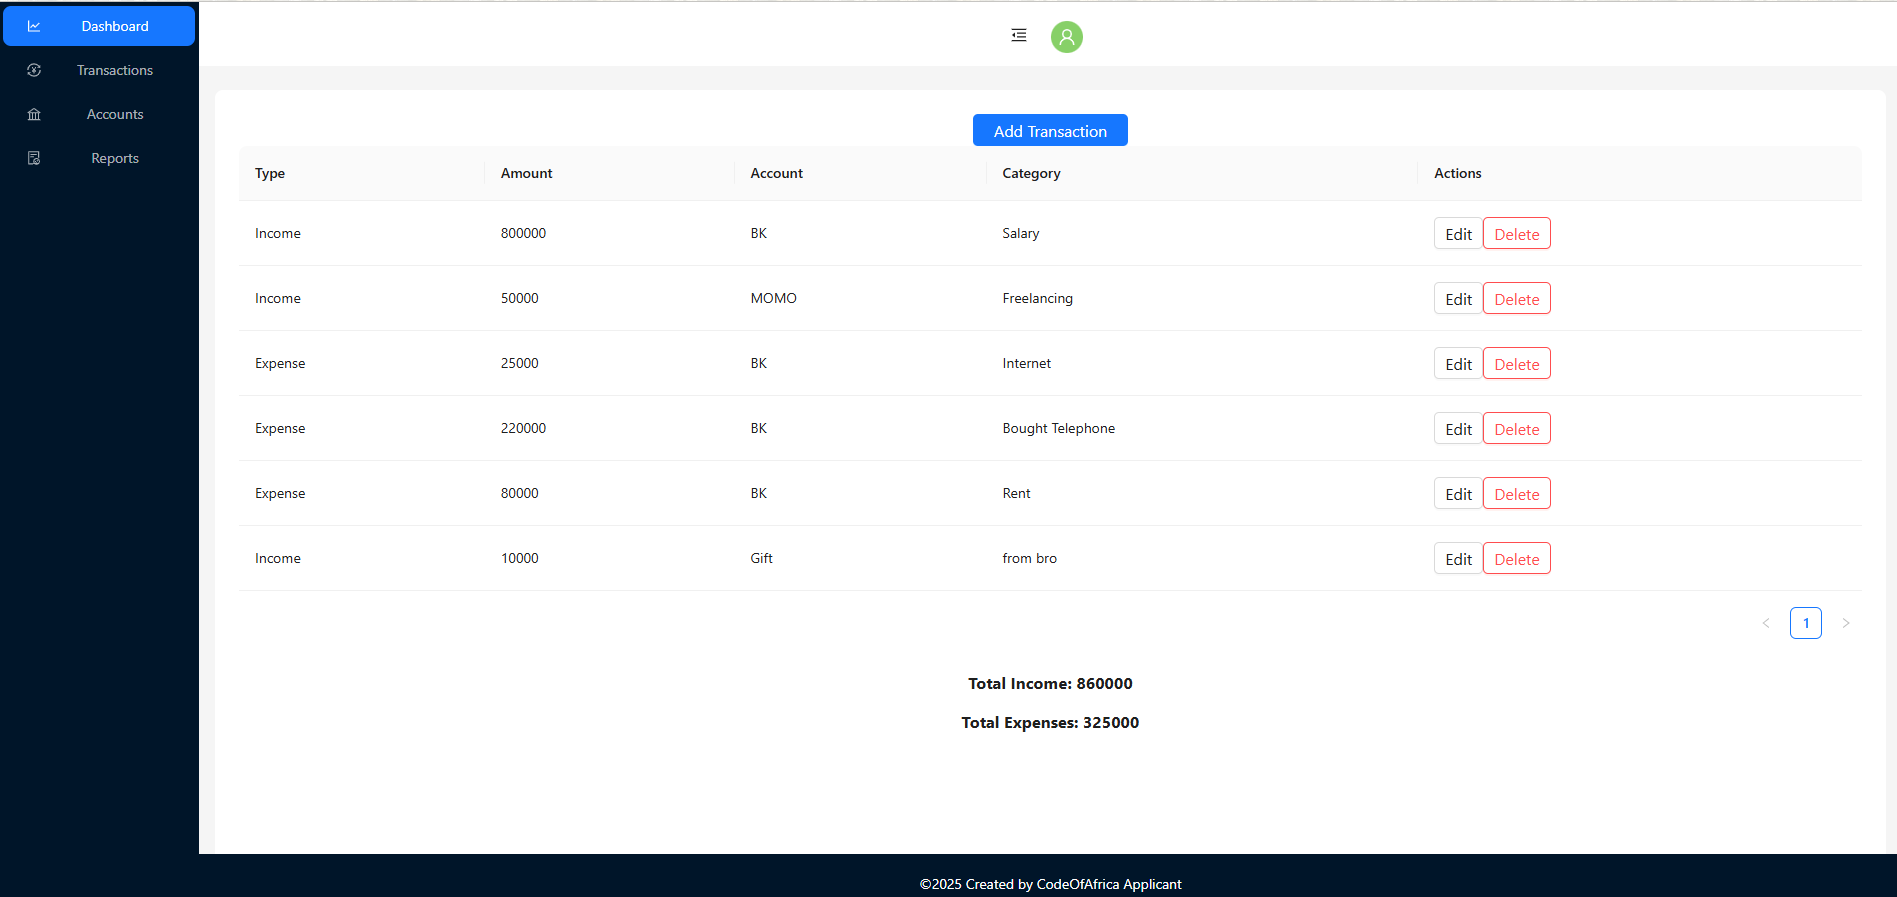 Dashboard
Transactions
Accounts
Reports
Add Transaction
Type Amount Account Category Actions
Income 800000 BK Salary Edit Delete
Income 50000 MOMO Freelancing Edit Delete
Expense 25000 BK Internet Edit Delete
Expense 220000 BK Bought Telephone Edit Delete
Expense 80000 BK Rent Edit Delete
Income 10000 Gift from bro Edit Delete
1
Total Income: 860000
Total Expenses: 325000
©2025 Created by CodeOfAfrica Applicant